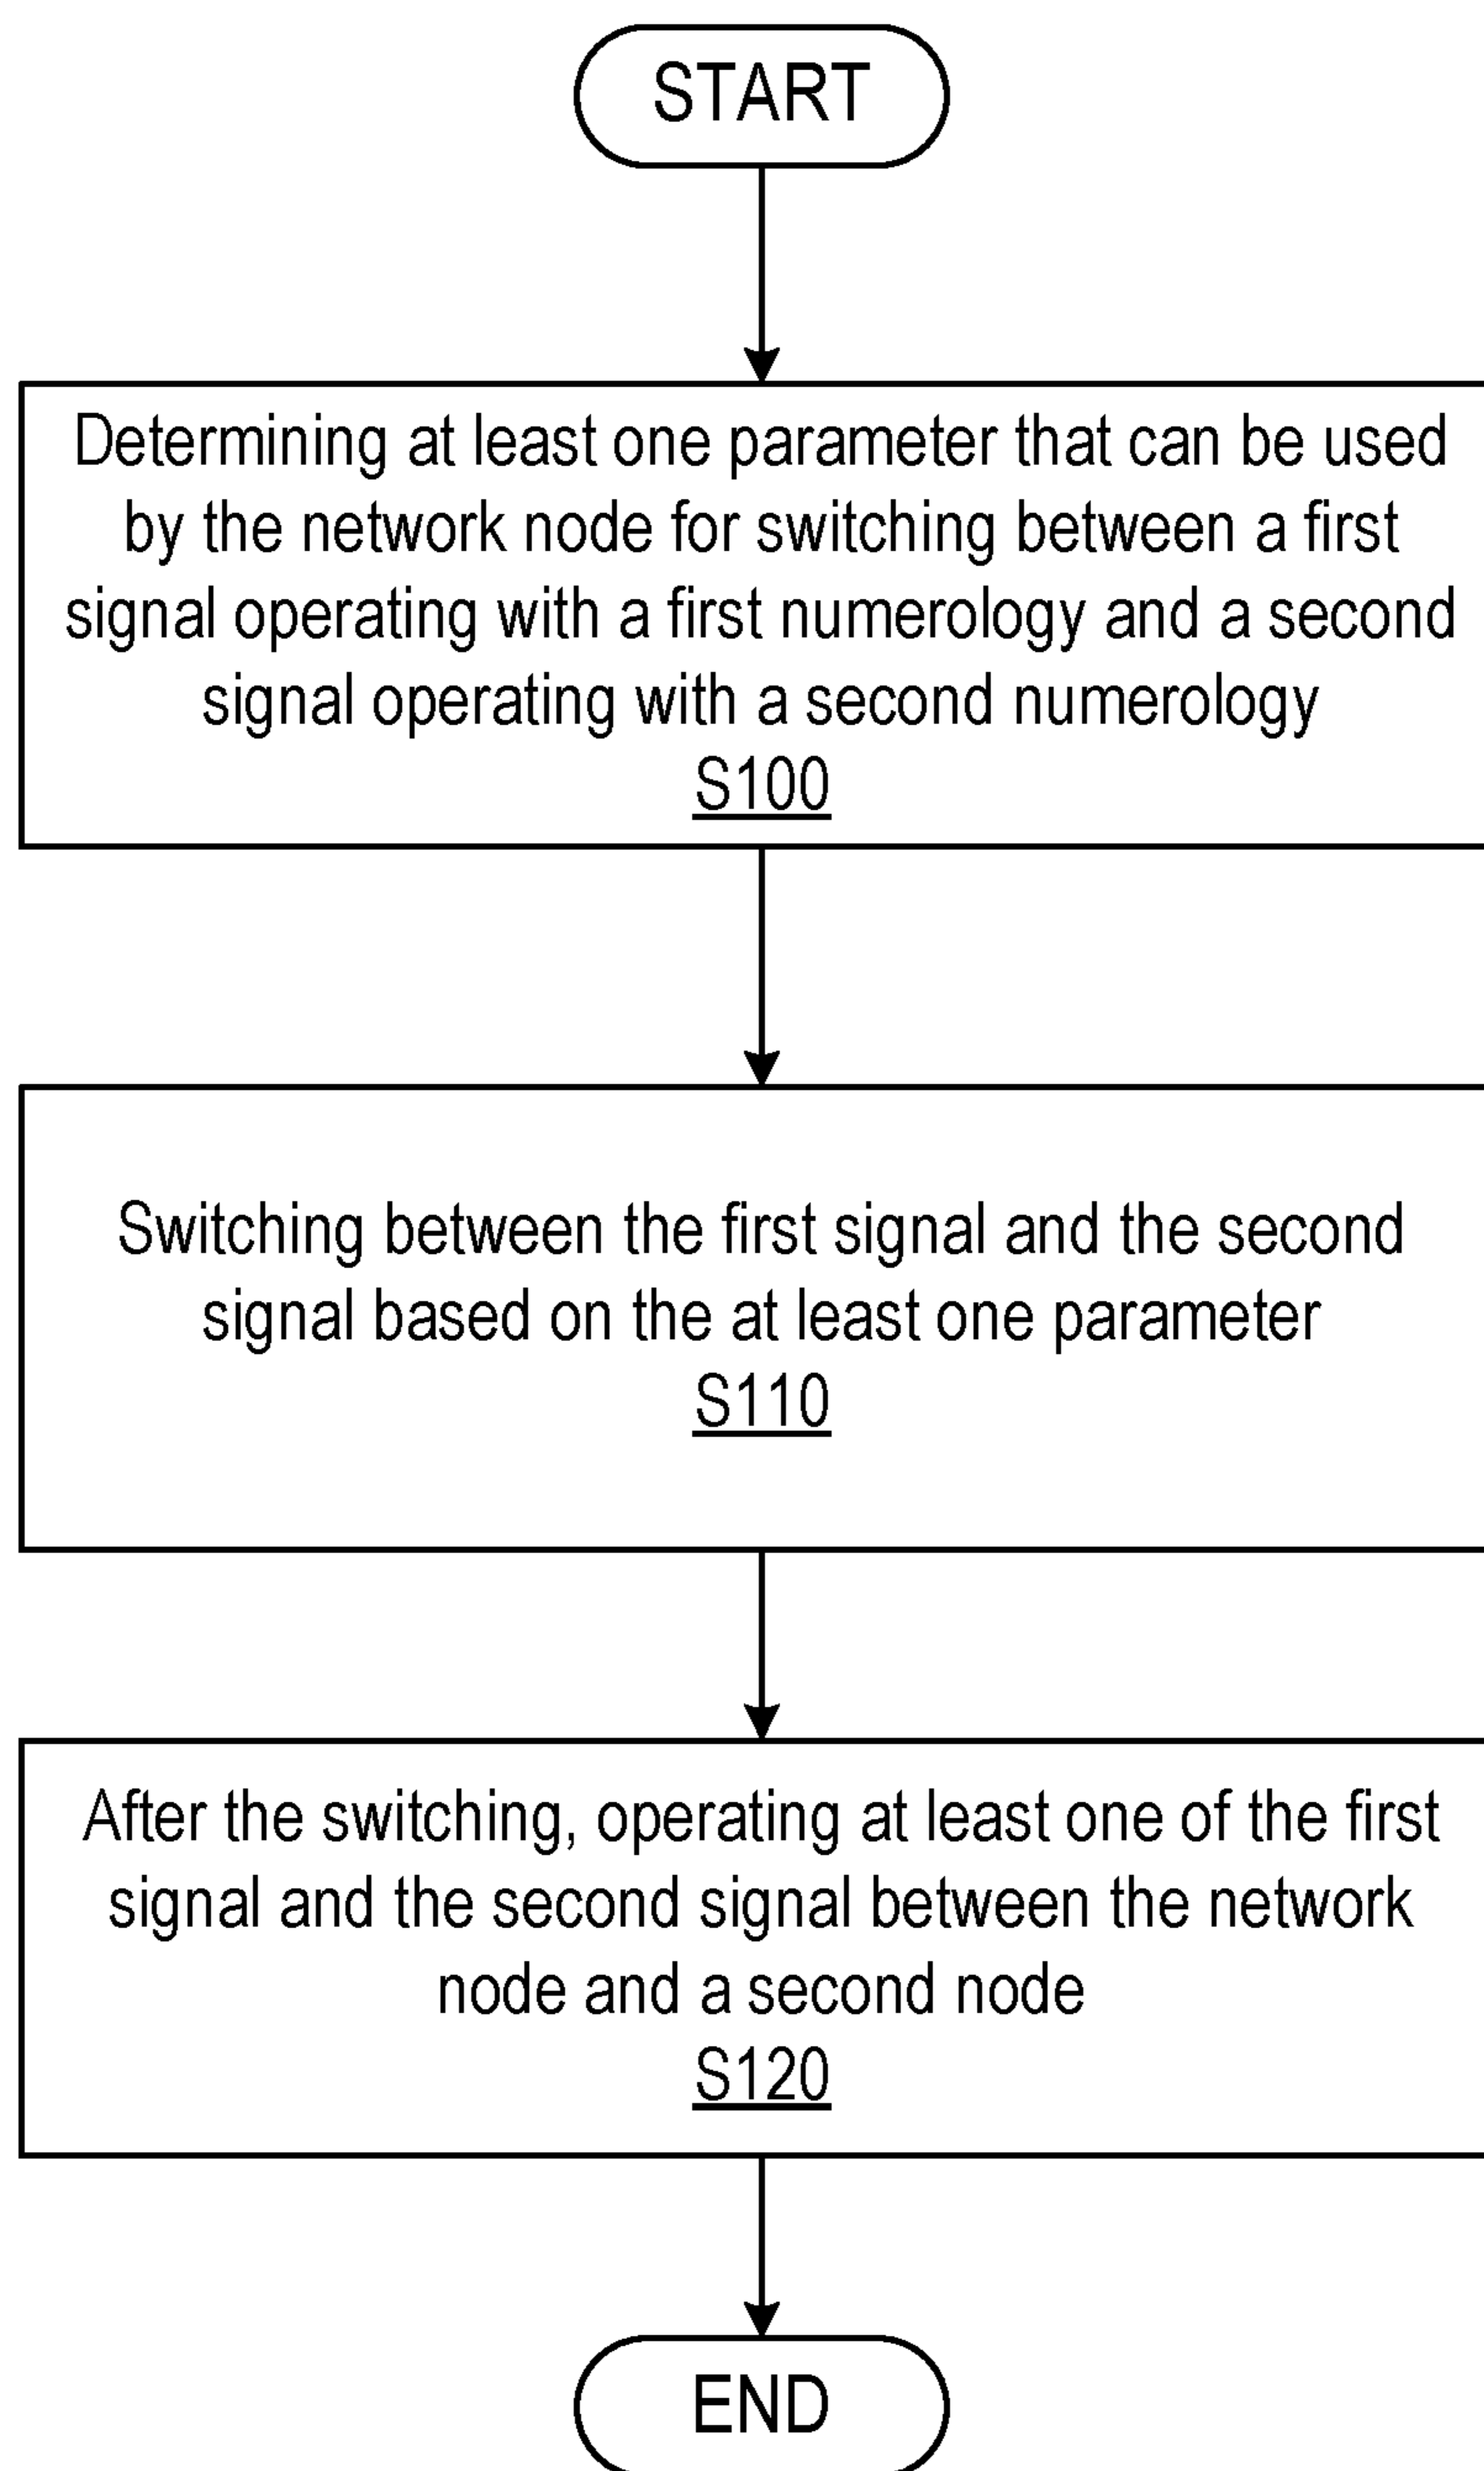 START
Determining at least one parameter that can be used
by the network node for switching between a first
signal operating with a first numerology and a second
signal operating with a second numerology
S100
Switching between the first signal and the second
signal based on the at least one parameter
S110
After the switching, operating at least one of the first
signal and the second signal between the network
node and a second node
S120
END